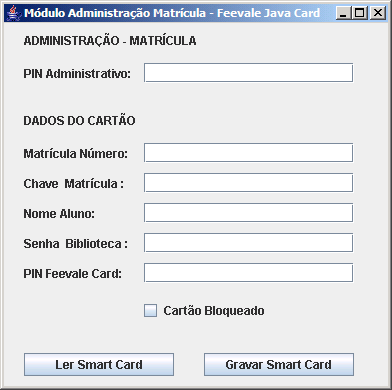 Módulo Administração Matrícula - Feevale Java Card
ADMINISTRAÇÃO - MATRÍCULA
PIN Administrativo:
DADOS DO CARTÃO
Matrícula Número:
Chave Matrícula :
Nome Aluno:
Senha Biblioteca :
PIN Feevale Card:
Cartão Bloqueado
Ler Smart Card
Gravar Smart Card